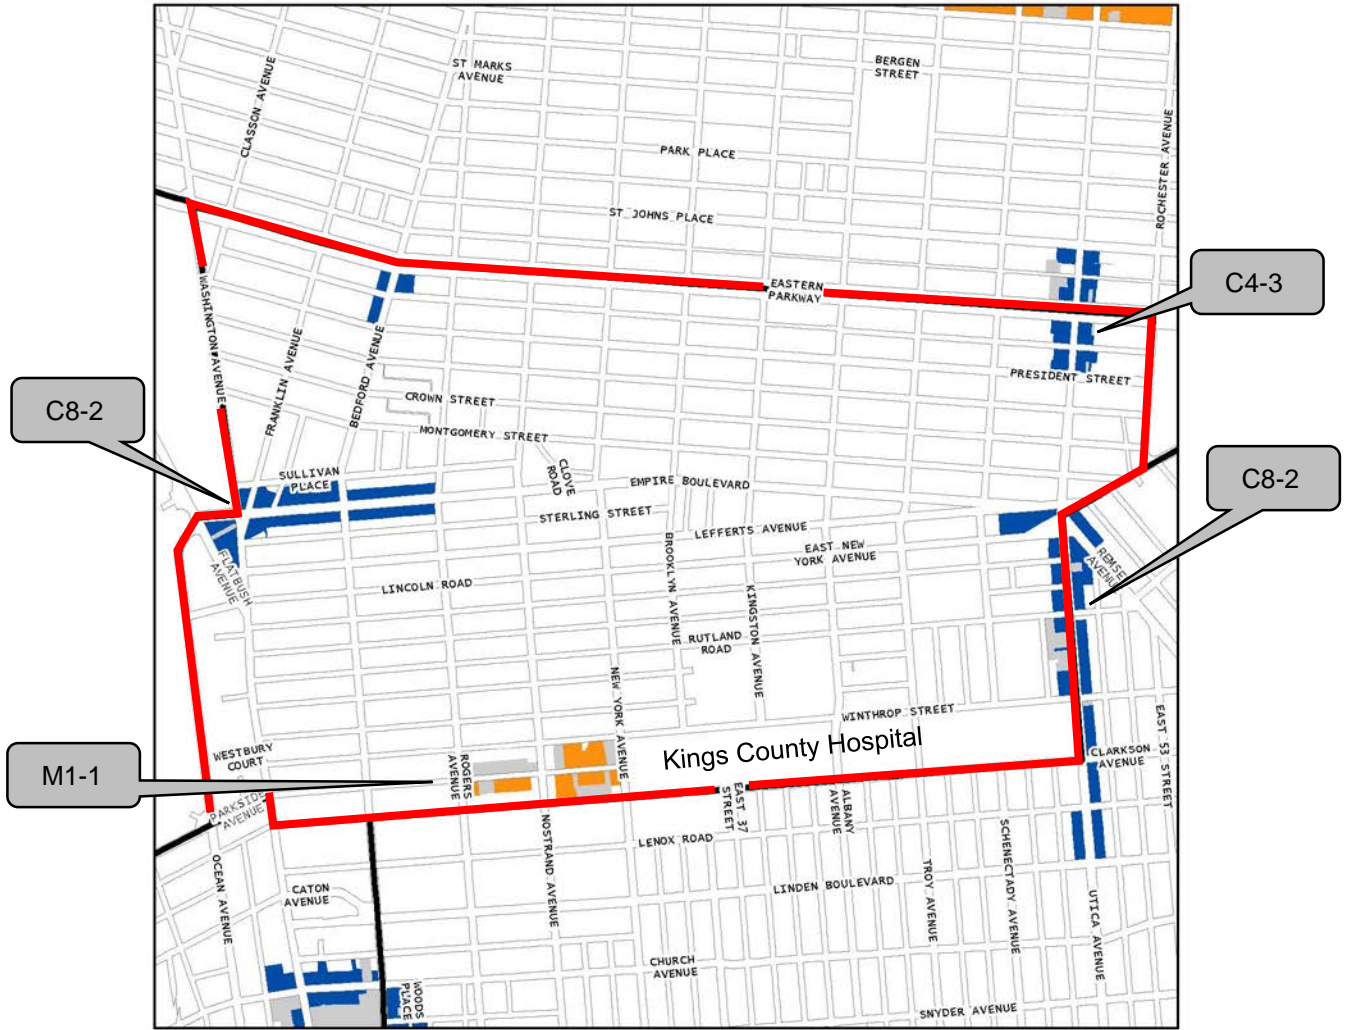 ST MARKS
AVENUE
BERGEN
STREET
CLASSON AVENUE
PARK PLACE
ROCHESTER AVENUE
ST JOHNS PLACE
C4-3
EASTERN
PARKWAY
WASHINGTON AVENUE
FRANKLIN AVENUE
BEDFORD AVENUE
PRESIDENT STREET
C8-2
CROWN STREET
MONTGOMERY STREET
SULLIVAN
PLACE
CLOVE
ROAD
EMPIRE BOULEVARD
C8-2
STERLING STREET
LEFFERTS AVENUE
EAST NEW
YORK AVENUE
REMSE
AVENUE
FLATBUSH
AVENUE
LINCOLN ROAD
BROOKLYN AVENUE
KINGSTON AVENUE
RUTLAND
ROAD
NEW YORK AVENUE
WINTHROP STREET
Kings County Hospital
WESTBURY
COURT
ROGERS
AVENUE
M1-1
CLARKSON
AVENUE
EAST 53 STREET
PARKSIDE
AVENUE
EAST 37
STREET
ALBANY
AVENUE
NOSTRAND AVENUE
LENOX ROAD
SCHENECTADY AVENUE
OCEAN AVENUE
CATON
AVENUE
LINDEN BOULEVARD
TROY AVENUE
UTICA AVENUE
CHURCH
AVENUE
WOODS
PLACE
SNYDER AVENUE